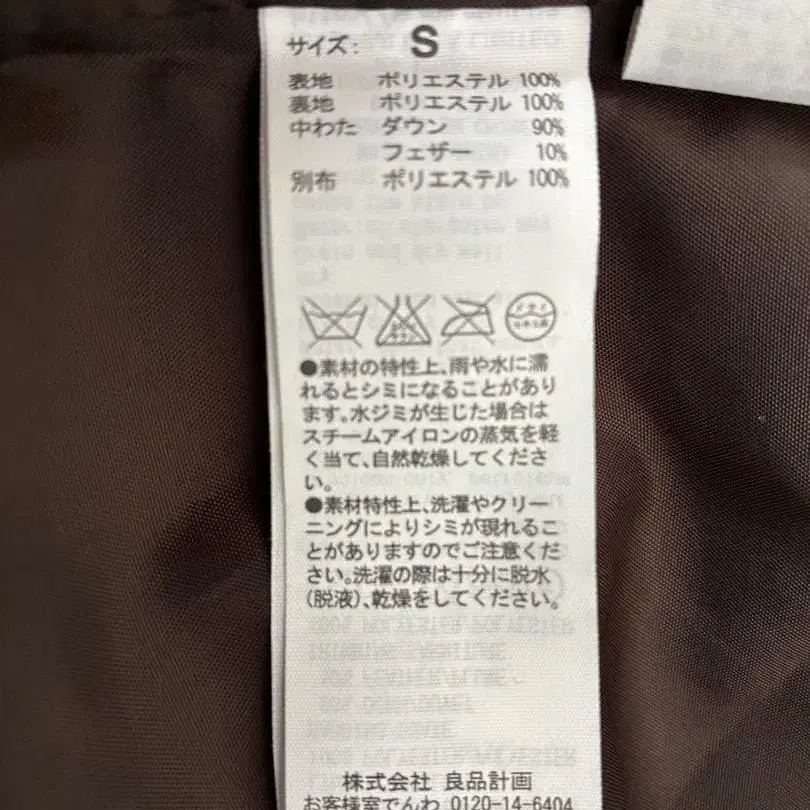 サイズ: S
表地 ポリエステル 100%
裏地 ポリエステル 100%
中わた ダウン 90%
フェザー 10%
別布 ポリエステル 100%
●素材の特性上、雨や水に濡
れるとシミになることがあり
ます。水ジミが生じた場合は
スチームアイロンの蒸気を軽
く当て、自然乾燥してくださ
い。
●素材特性上、洗濯やクリー
ニングによりシミが現れるこ
とがありますのでご注意くだ
さい。洗濯の際は十分に脱水
(脱液)、乾燥をしてください。
株式会社 良品計画
お客様室でんわ 0120-14-6404